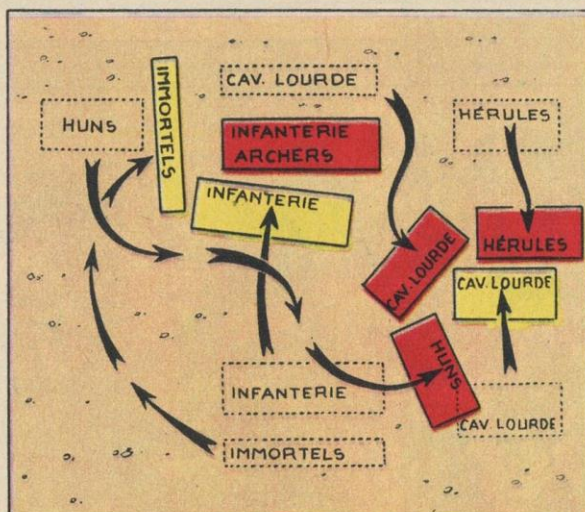 CAV. LOURDE
HUNS
IMMORTELS
HÉRULES
INFANTERIE
ARCHERS
INFANTERIE
CAV. LOURDE
HÉRULES
CAV. LOURDE
HUNS
INFANTERIE
CAV. LOURDE
IMMORTELS